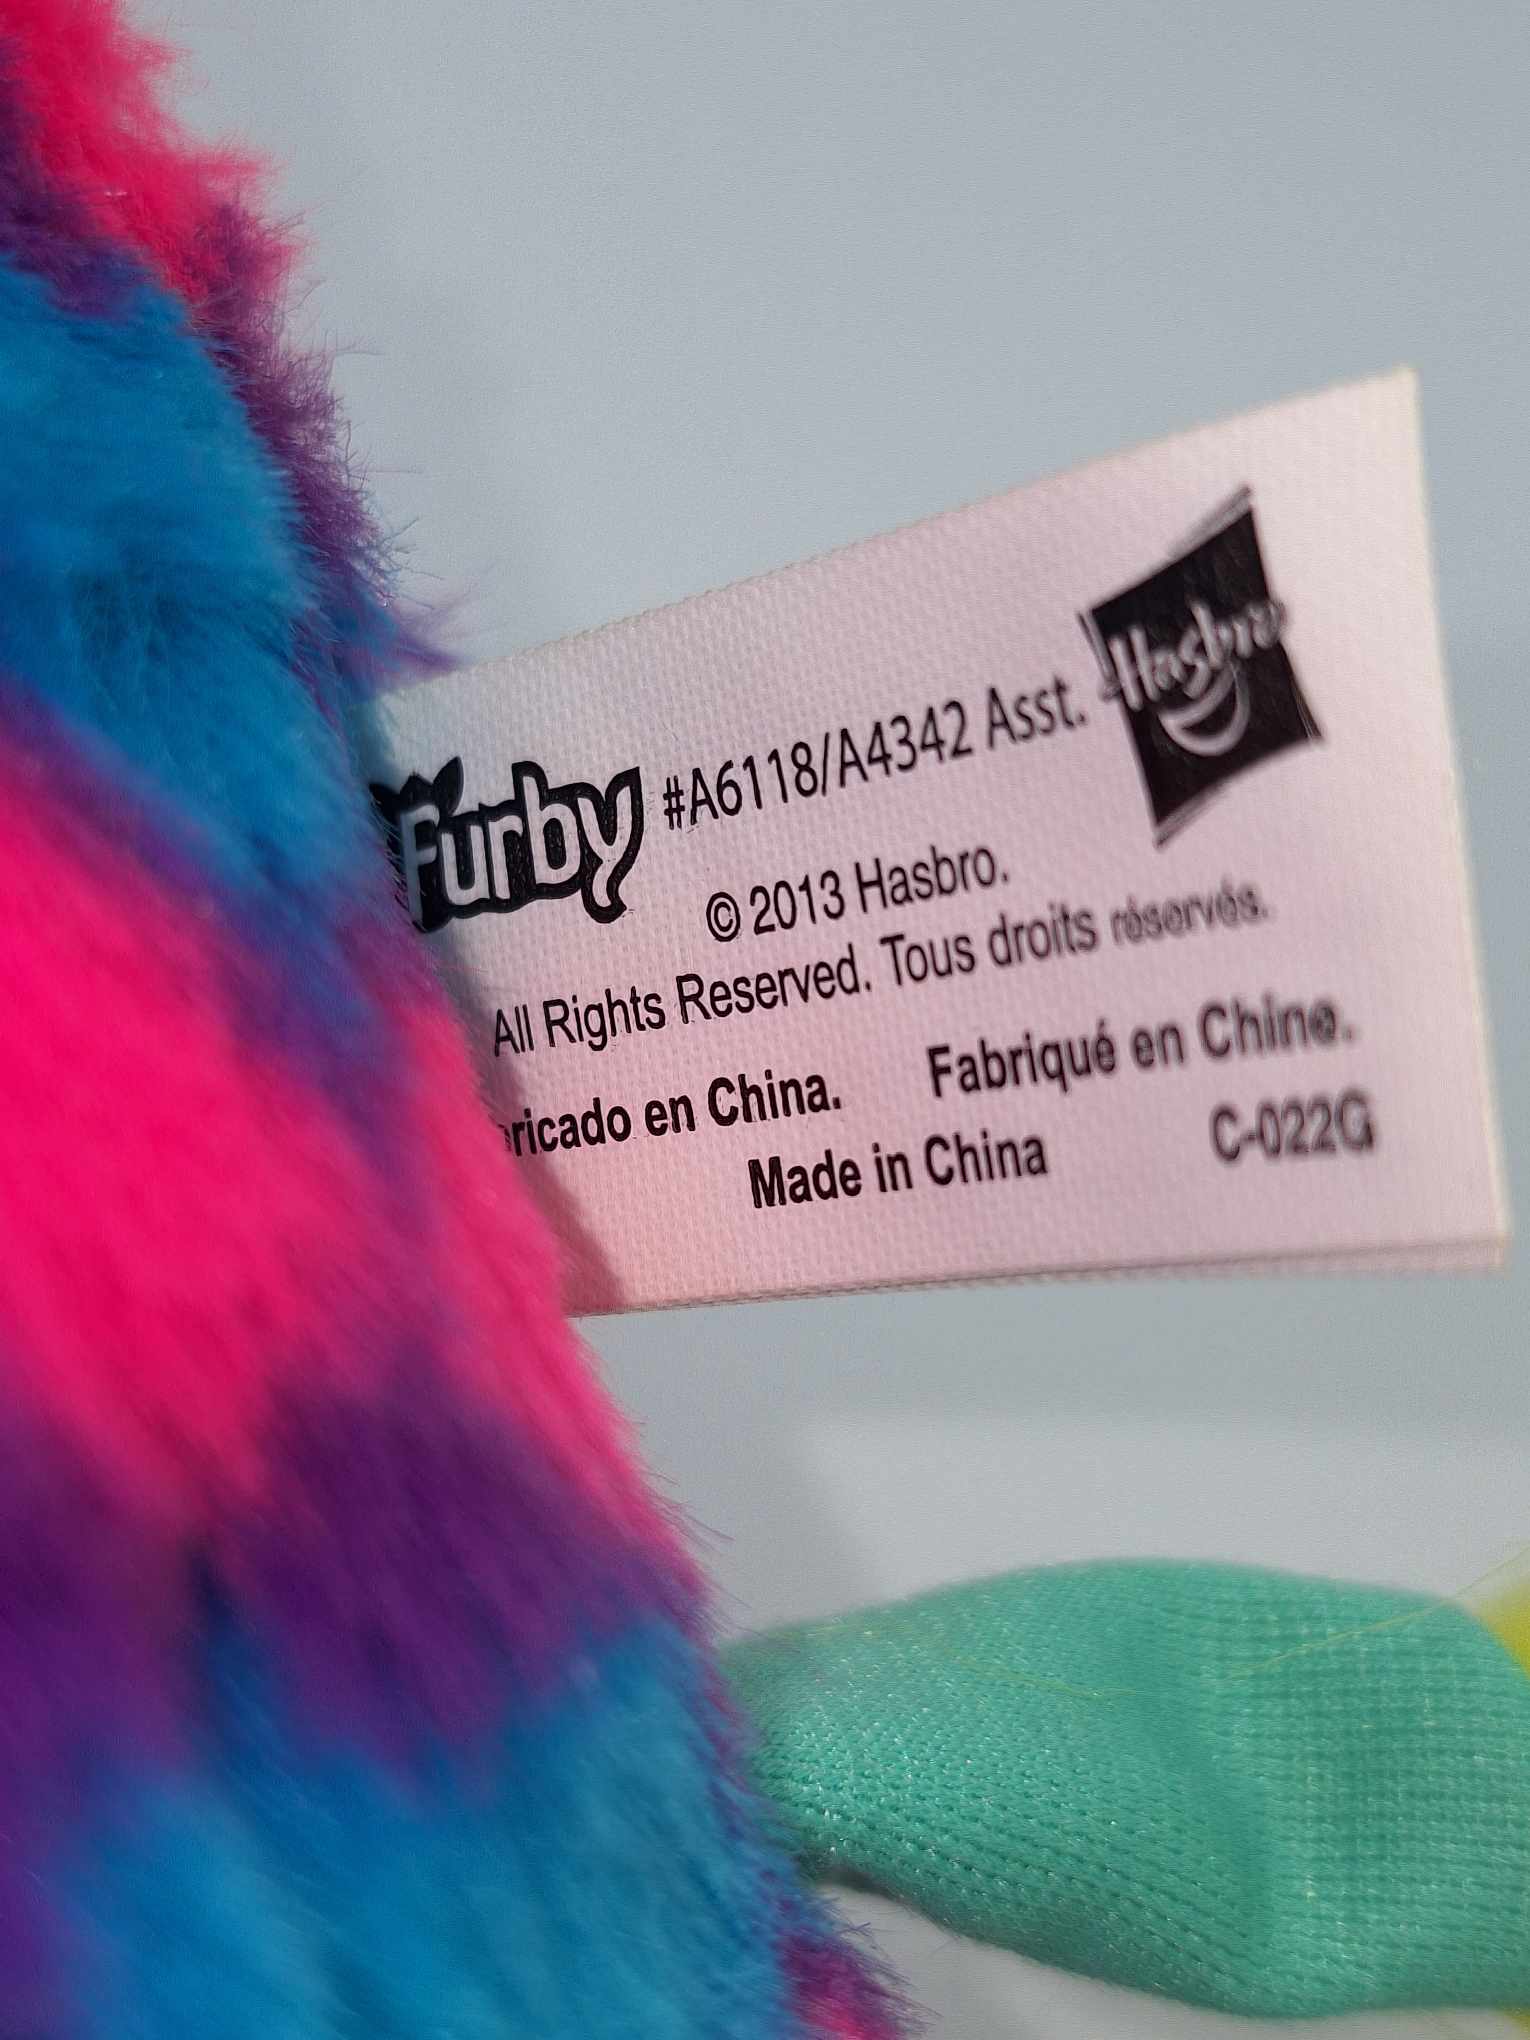 Furby #A6118/A4342 Asst. Hasbro
© 2013 Hasbro.
All Rights Reserved. Tous droits réservés.
ricado en China. Fabriqué en Chine.
Made in China C-022G